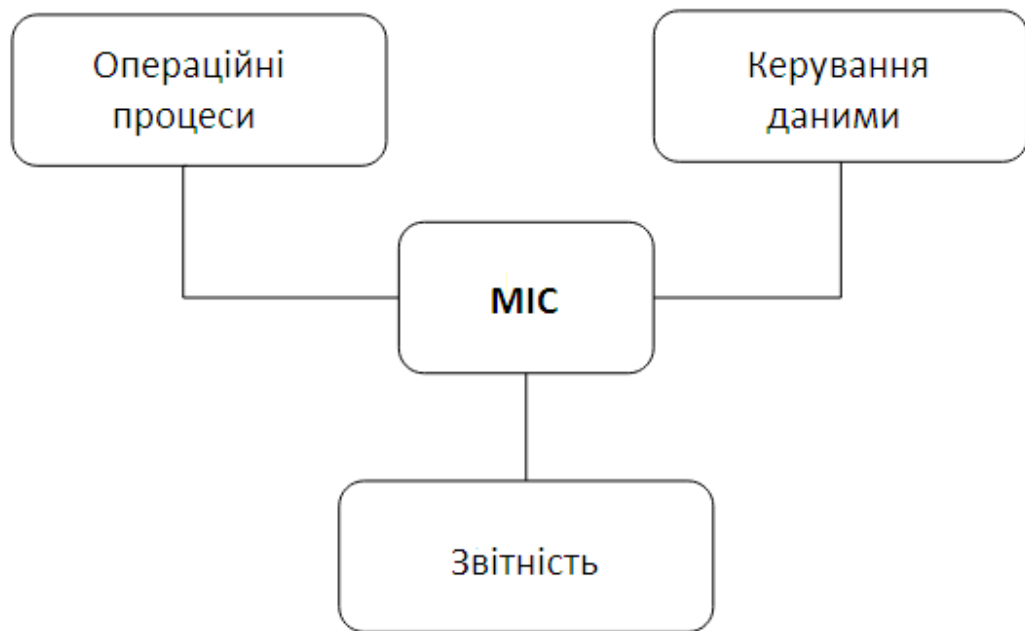 Операційні
процеси
Керування
даними
МІС
Звітність